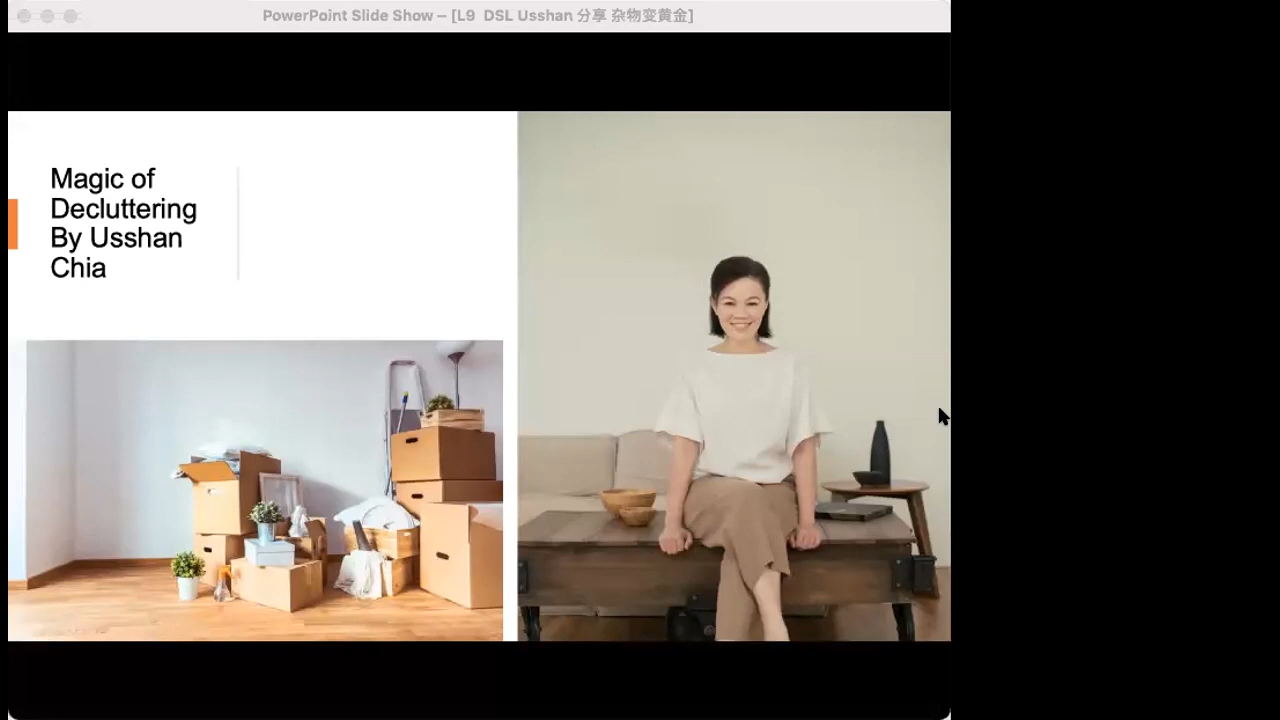 PowerPoint Slide Show – [L9 DSL Usshan 分享 杂物变黄金]
Magic of
Decluttering
By Usshan
Chia